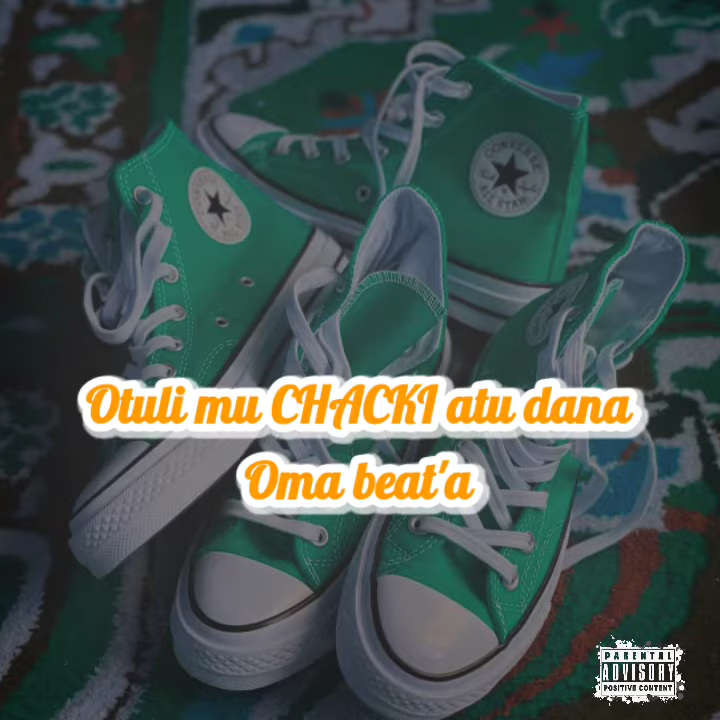 CONVERSE
ALL STAR
Otuli mu CHACKI atu dana
Oma beat'a
PARENTAL
ADVISORY
POSITIVE CONTENT